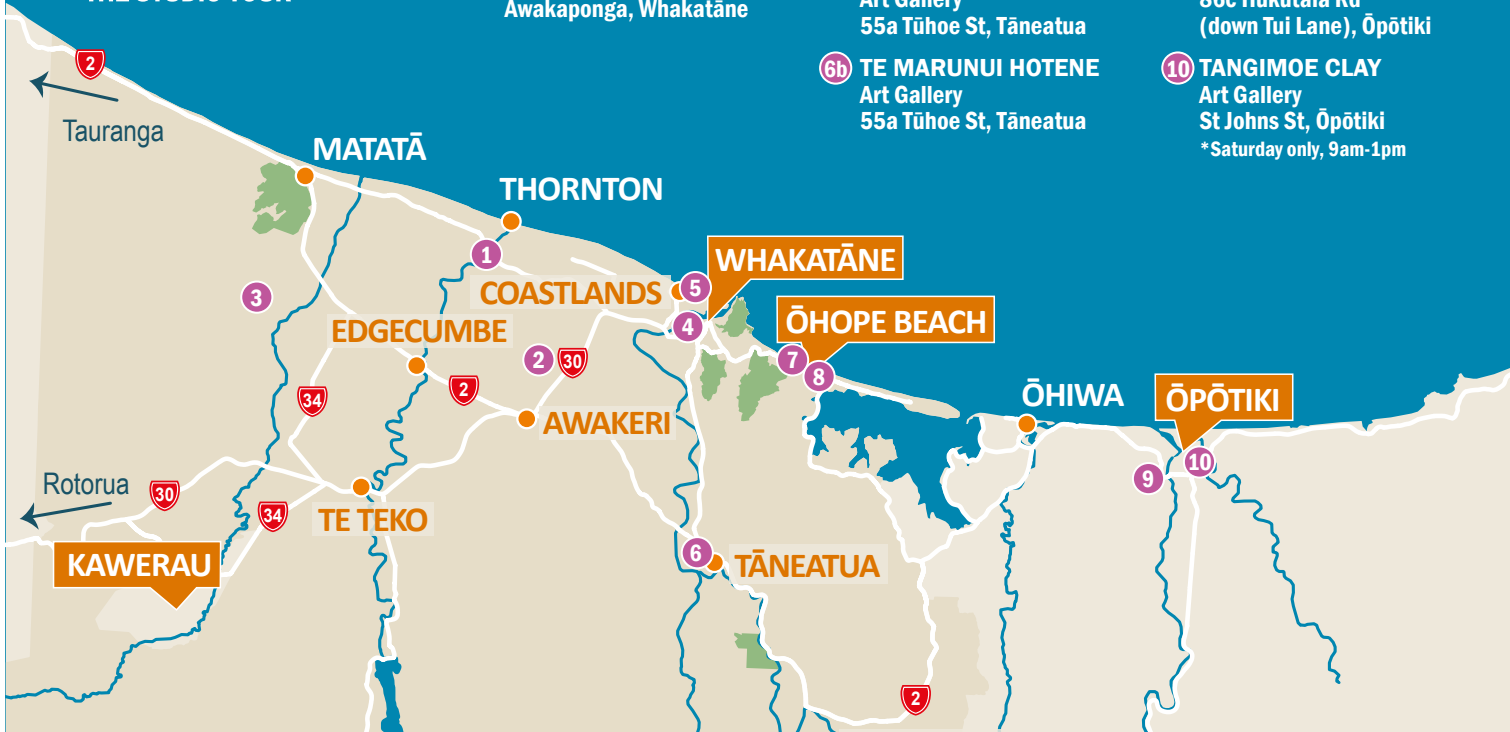 Awakaponga, Whakatāne
Art Gallery
55a Tūhoe St, Tāneatua
6b TE MARUNUI HOTENE
Art Gallery
55a Tūhoe St, Tāneatua
(down Tui Lane), Ōpōtiki
10 TANGIMOE CLAY
Art Gallery
St Johns St, Ōpōtiki
*Saturday only, 9am-1pm
2
Tauranga
MATATĀ
THORNTON
1
WHAKATĀNE
3
COASTLANDS
5
EDGECUMBE
4
ŌHOPE BEACH
2
30
7
8
2
34
ŌHIWA
ŌPŌTIKI
AWAKERI
10
9
Rotorua
30
TE TEKO
34
KAWERAU
6
TĀNEATUA
2